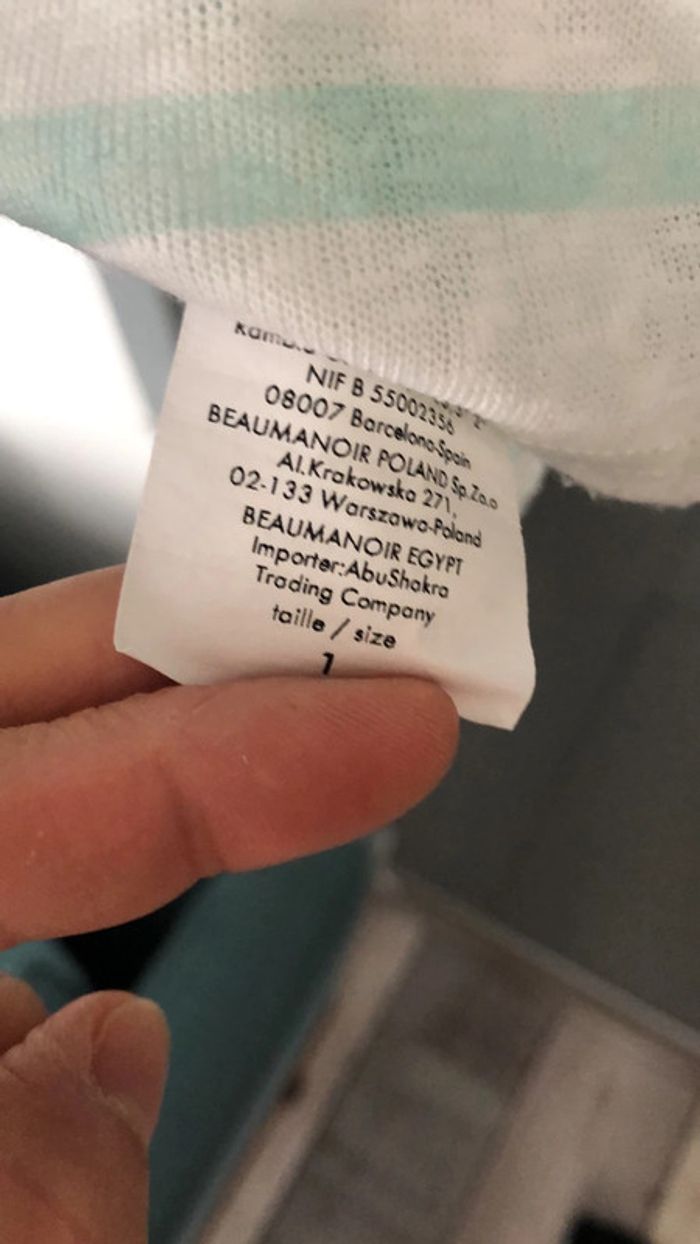 NIF B 55002356
08007 Barcelona-Spain
BEAUMANOIR POLAND Sp.Zo.o
Al.Krakowska 271,
02-133 Warszawa-Poland
BEAUMANOIR EGYPT
Importer:AbuShakra
Trading Company
taille / size
1